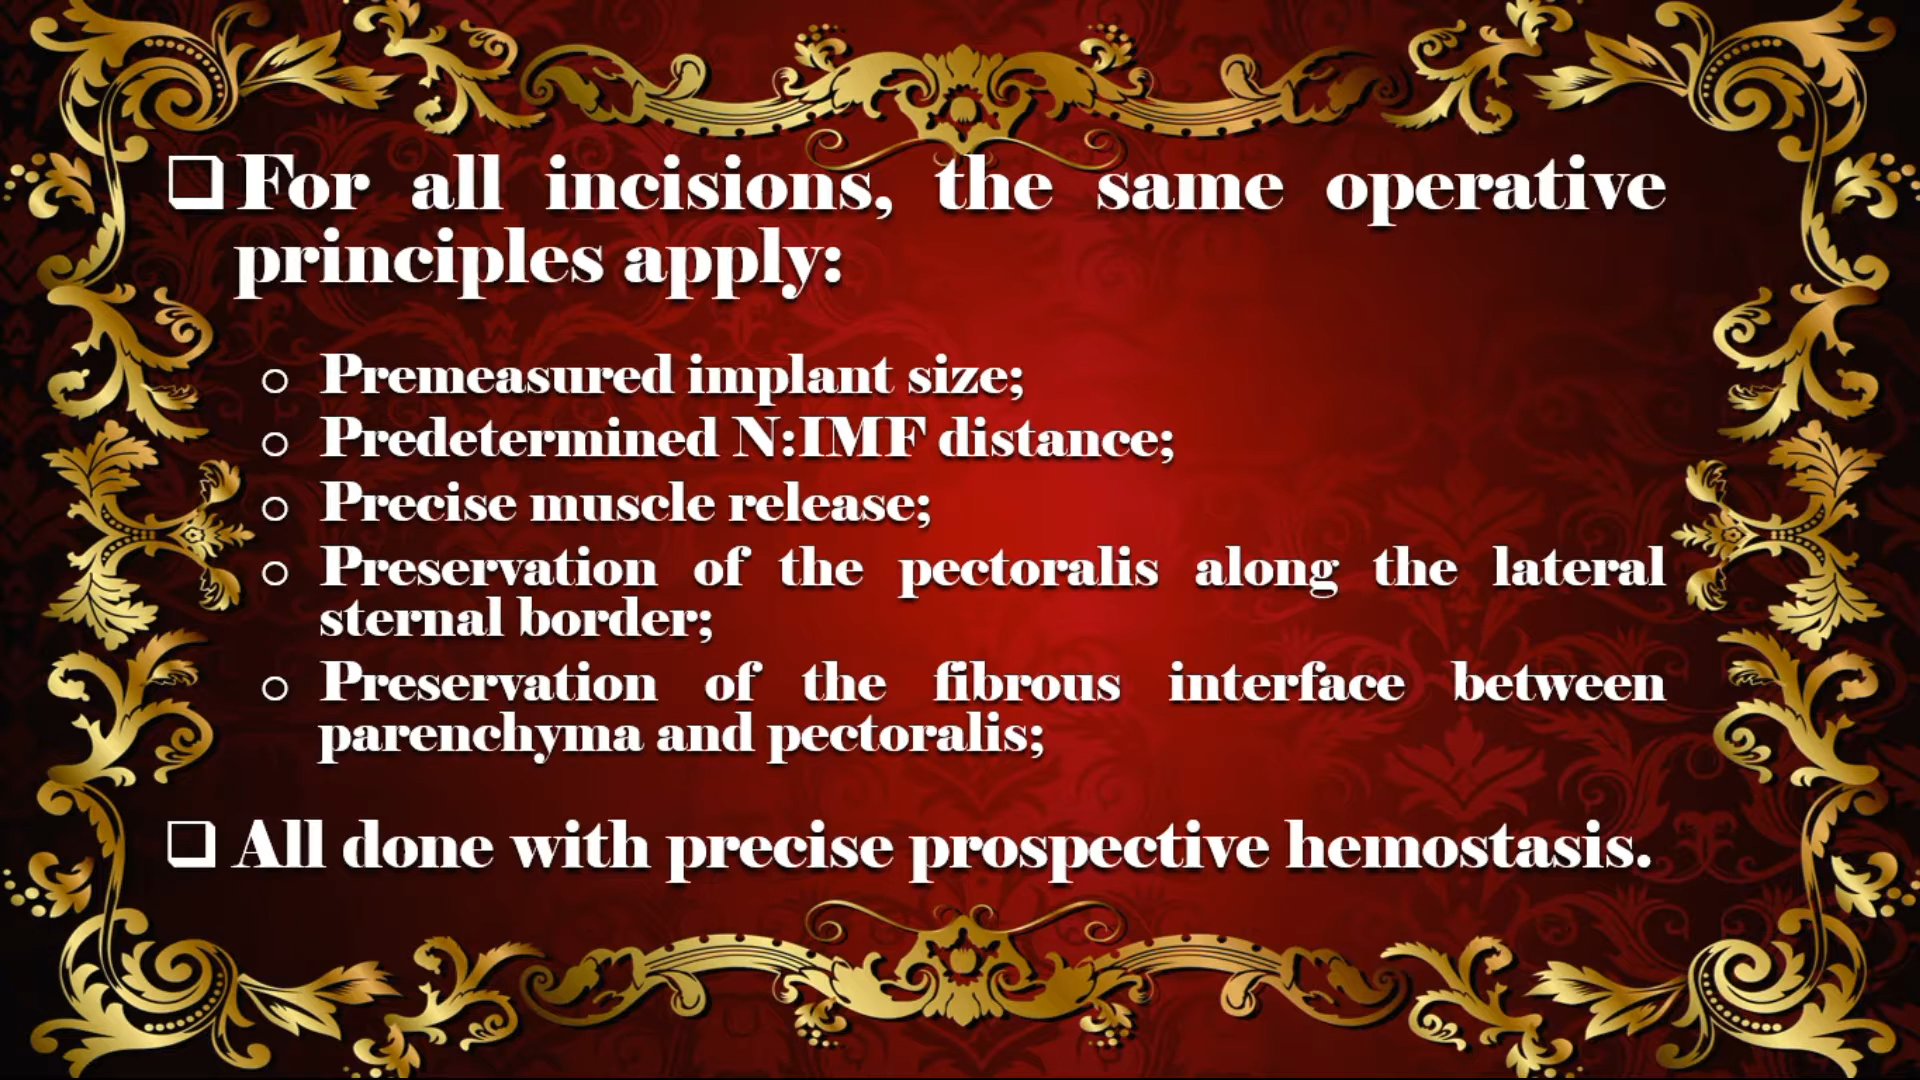 For all incisions, the same operative
principles apply:
Premeasured implant size;
Predetermined N:IMF distance;
Precise muscle release;
Preservation of the pectoralis along the lateral
sternal border;
Preservation of the fibrous interface between
parenchyma and pectoralis;
All done with precise prospective hemostasis.